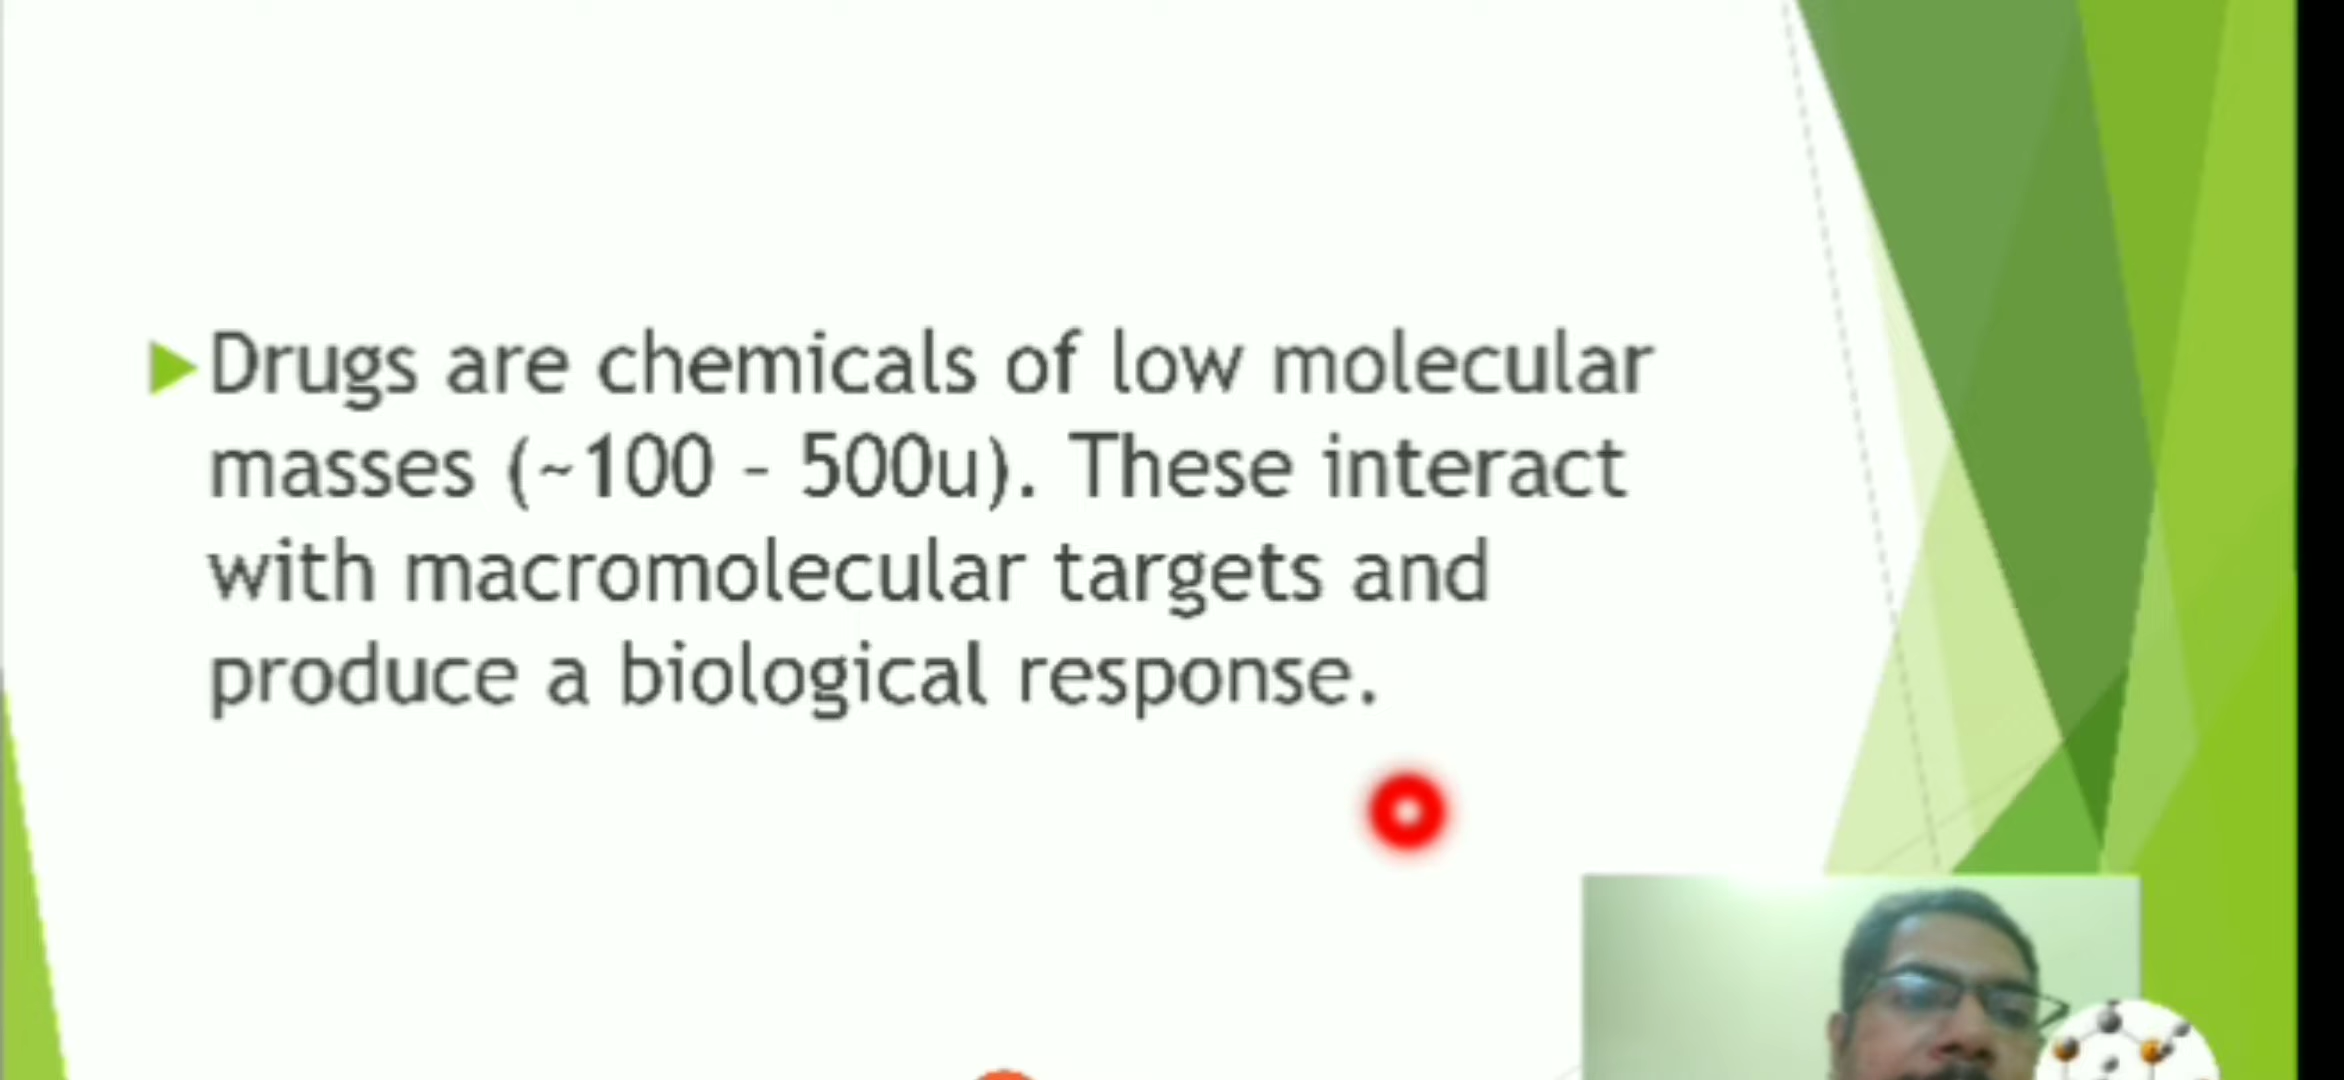 Drugs are chemicals of low molecular
masses (~100 – 500u). These interact
with macromolecular targets and
produce a biological response.